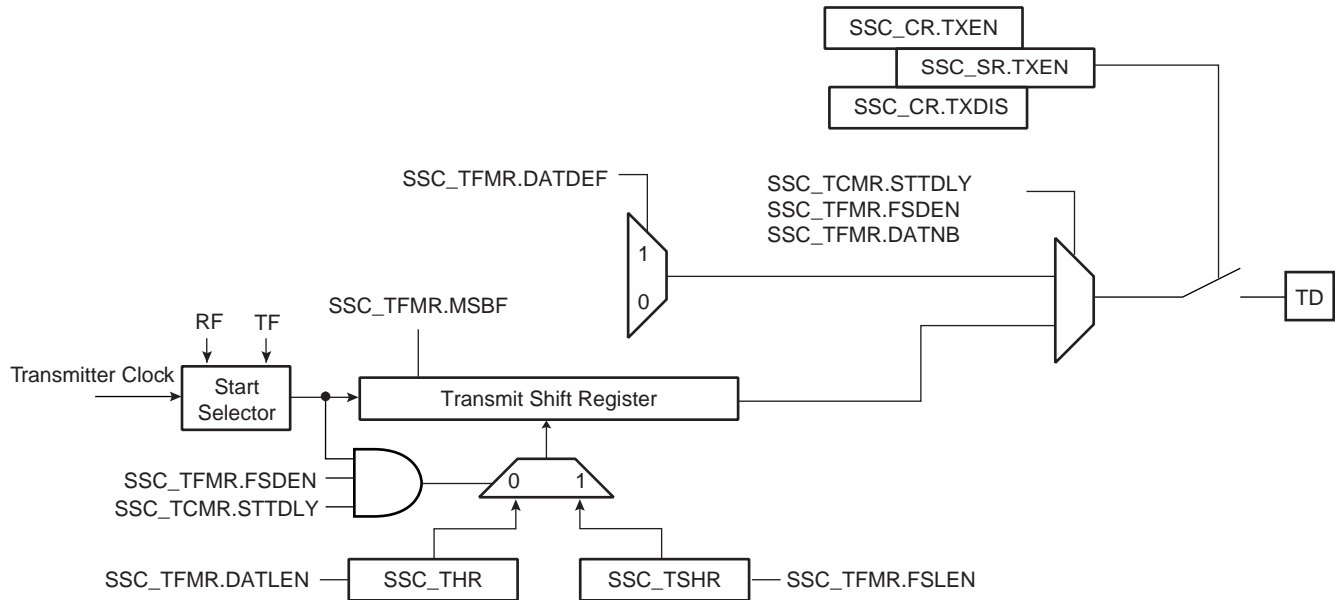 SSC_CR.TXEN
SSC_SR.TXEN
SSC_CR.TXDIS
SSC_TFMR.DATDEF
SSC_TCMR.STTDLY
SSC_TFMR.FSDEN
SSC_TFMR.DATNB
1
0
TD
SSC_TFMR.MSBF
RF
TF
Transmitter Clock
Start
Selector
Transmit Shift Register
SSC_TFMR.FSDEN
SSC_TCMR.STTDLY
0
1
SSC_TFMR.DATLEN
SSC_THR
SSC_TSHR
SSC_TFMR.FSLEN